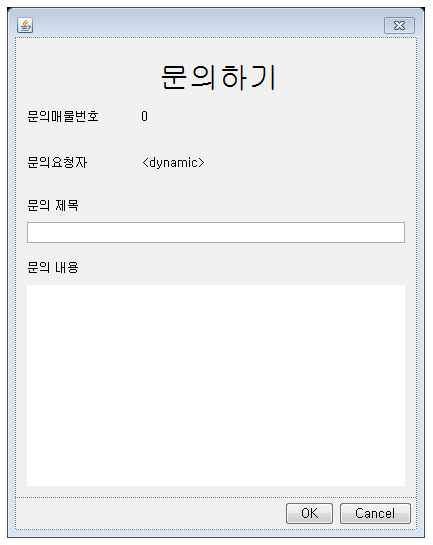 문의하기
문의매물번호 0
문의요청자 <dynamic>
문의 제목
문의 내용
OK Cancel